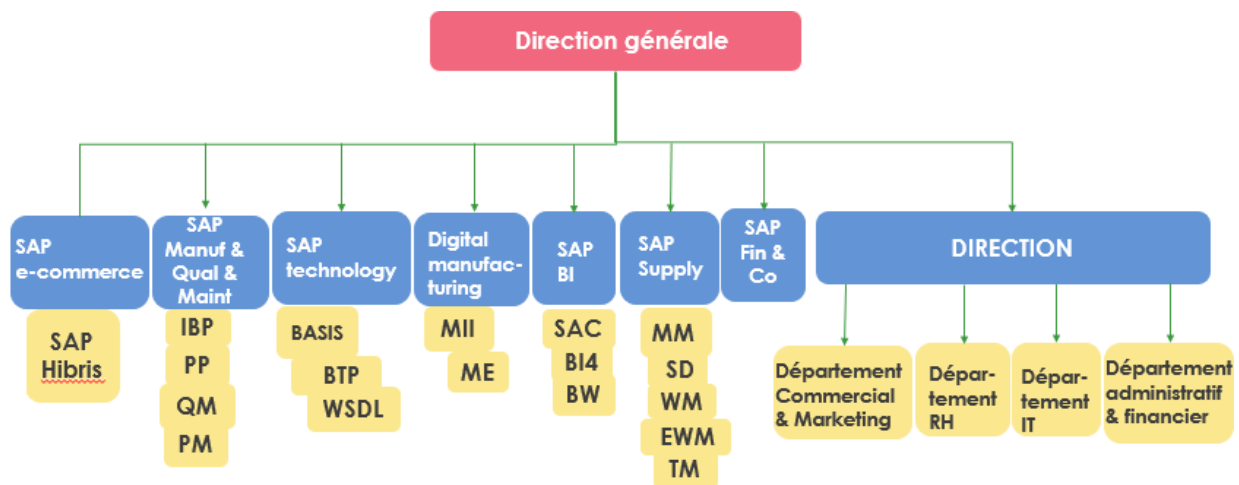 Direction générale
SAP
e-commerce
SAP
Manuf &
Qual &
Maint
SAP
technology
Digital
manufac-
turing
SAP
BI
SAP
Supply
SAP
Fin &
Co
DIRECTION
SAP
Hibris
IBP
PP
QM
PM
BASIS
BTP
WSDL
MII
ME
SAC
BI4
BW
MM
SD
WM
EWM
TM
Département
Commercial
& Marketing
Dépar-
tement
RH
Dépar-
tement
IT
Département
administratif
& financier